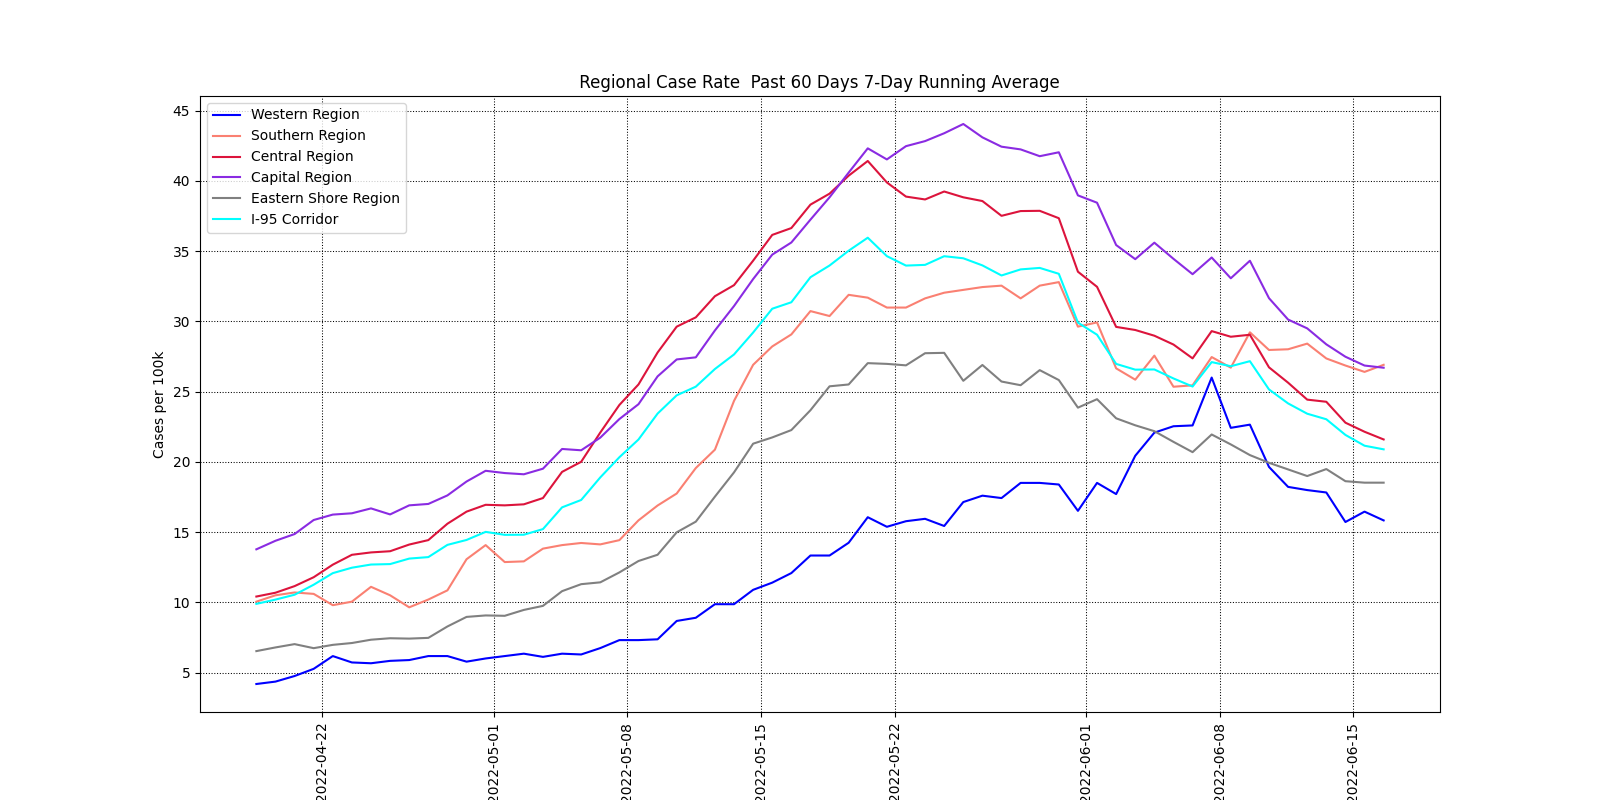 Regional Case Rate  Past 60 Days 7-Day Running Average
Western Region
Southern Region
Central Region
Capital Region
Eastern Shore Region
I-95 Corridor
Cases per 100k
45
40
35
30
25
20
15
10
5
2022-04-22
2022-05-01
2022-05-08
2022-05-15
2022-05-22
2022-06-01
2022-06-08
2022-06-15